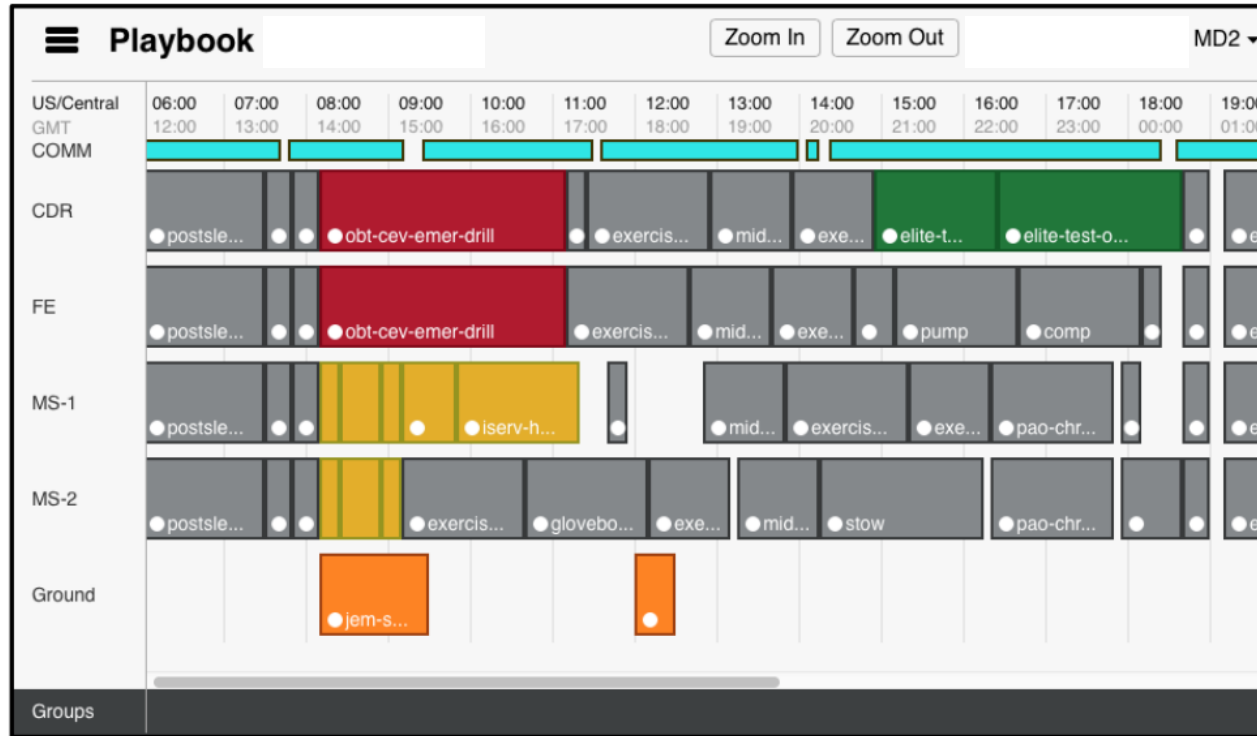 Playbook Zoom In Zoom Out MD2
US/Central 06:00 07:00 08:00 09:00 10:00 11:00 12:00 13:00 14:00 15:00 16:00 17:00 18:00 19:00
GMT 12:00 13:00 14:00 15:00 16:00 17:00 18:00 19:00 20:00 21:00 22:00 23:00 00:00 01:00
COMM
CDR
postsle... obt-cev-emer-drill exercis... mid... exe... elite-t... elite-test-o... e
FE
postsle... obt-cev-emer-drill exercis... mid... exe... pump comp e
MS-1
postsle... iserv-h... mid... exercis... exe... pao-chr... e
MS-2
postsle... exercis... glovebo... exe... mid... stow pao-chr... e
Ground
jem-s...
Groups